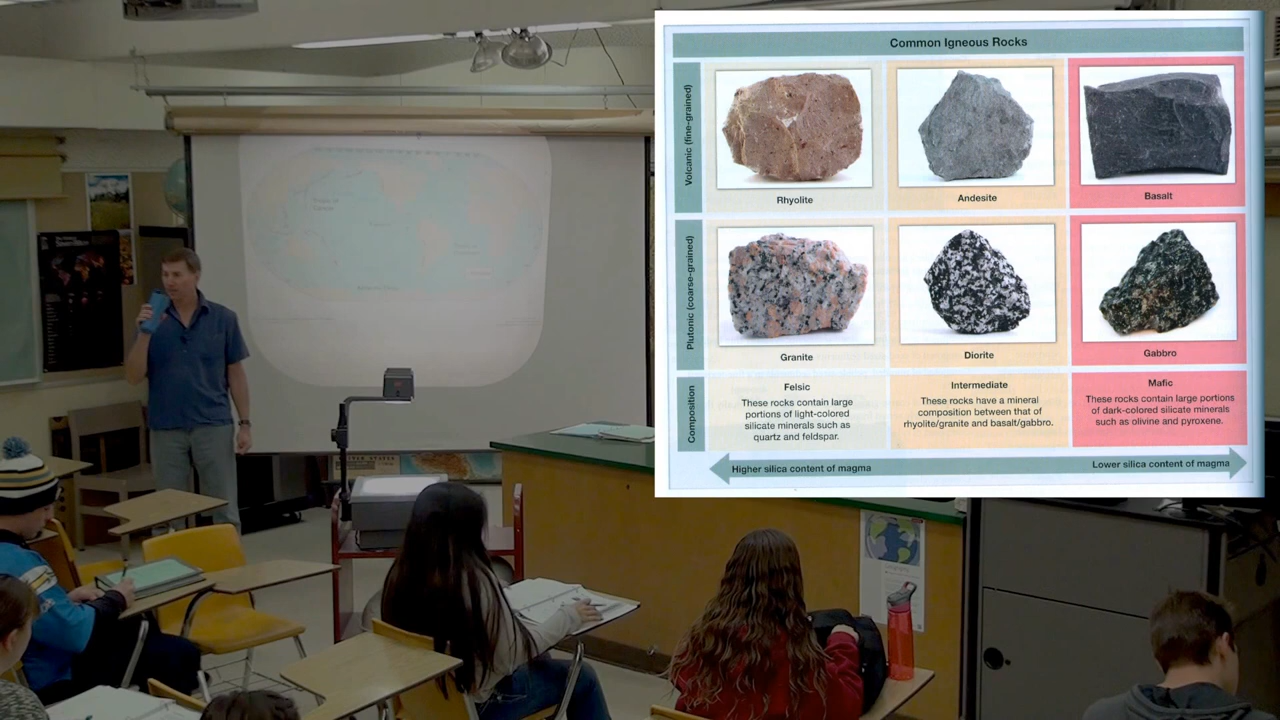 Common Igneous Rocks
Volcanic (fine-grained)
Rhyolite
Andesite
Basalt
Plutonic (coarse-grained)
Granite
Diorite
Gabbro
Composition
Felsic
These rocks contain large
portions of light-colored
silicate minerals such as
quartz and feldspar.
Intermediate
These rocks have a mineral
composition between that of
rhyolite/granite and basalt/gabbro.
Mafic
These rocks contain large portions
of dark-colored silicate minerals
such as olivine and pyroxene.
Higher silica content of magma
Lower silica content of magma